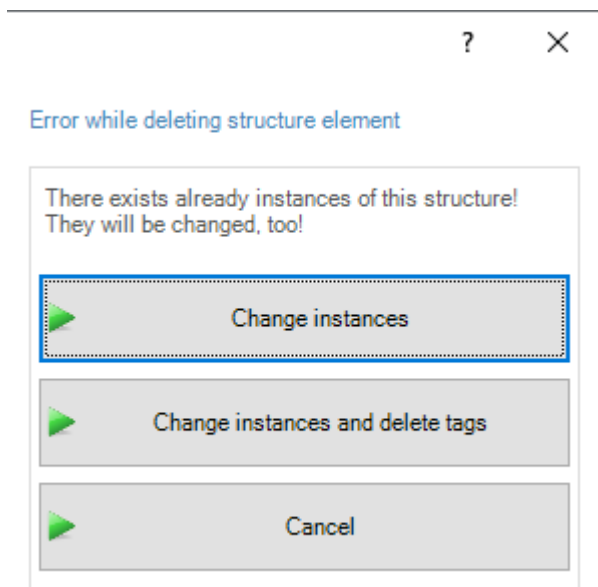 ?
Error while deleting structure element
There exists already instances of this structure!
They will be changed, too!
Change instances
Change instances and delete tags
Cancel